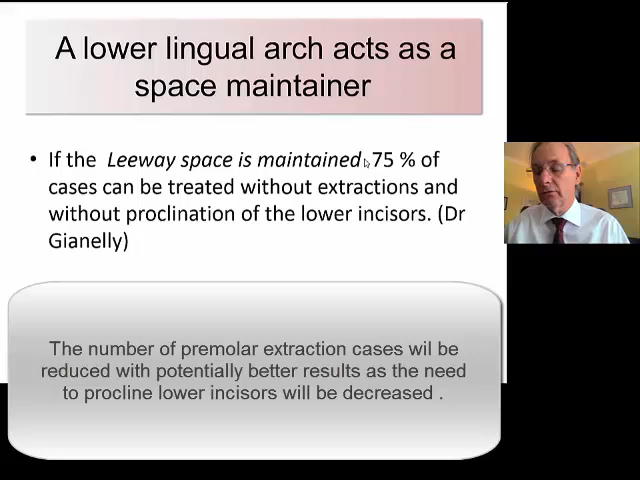 A lower lingual arch acts as a
space maintainer
• If the Leeway space is maintained 75 % of
cases can be treated without extractions and
without proclination of the lower incisors. (Dr
Gianelly)
The number of premolar extraction cases wil be
reduced with potentially better results as the need
to procline lower incisors will be decreased .